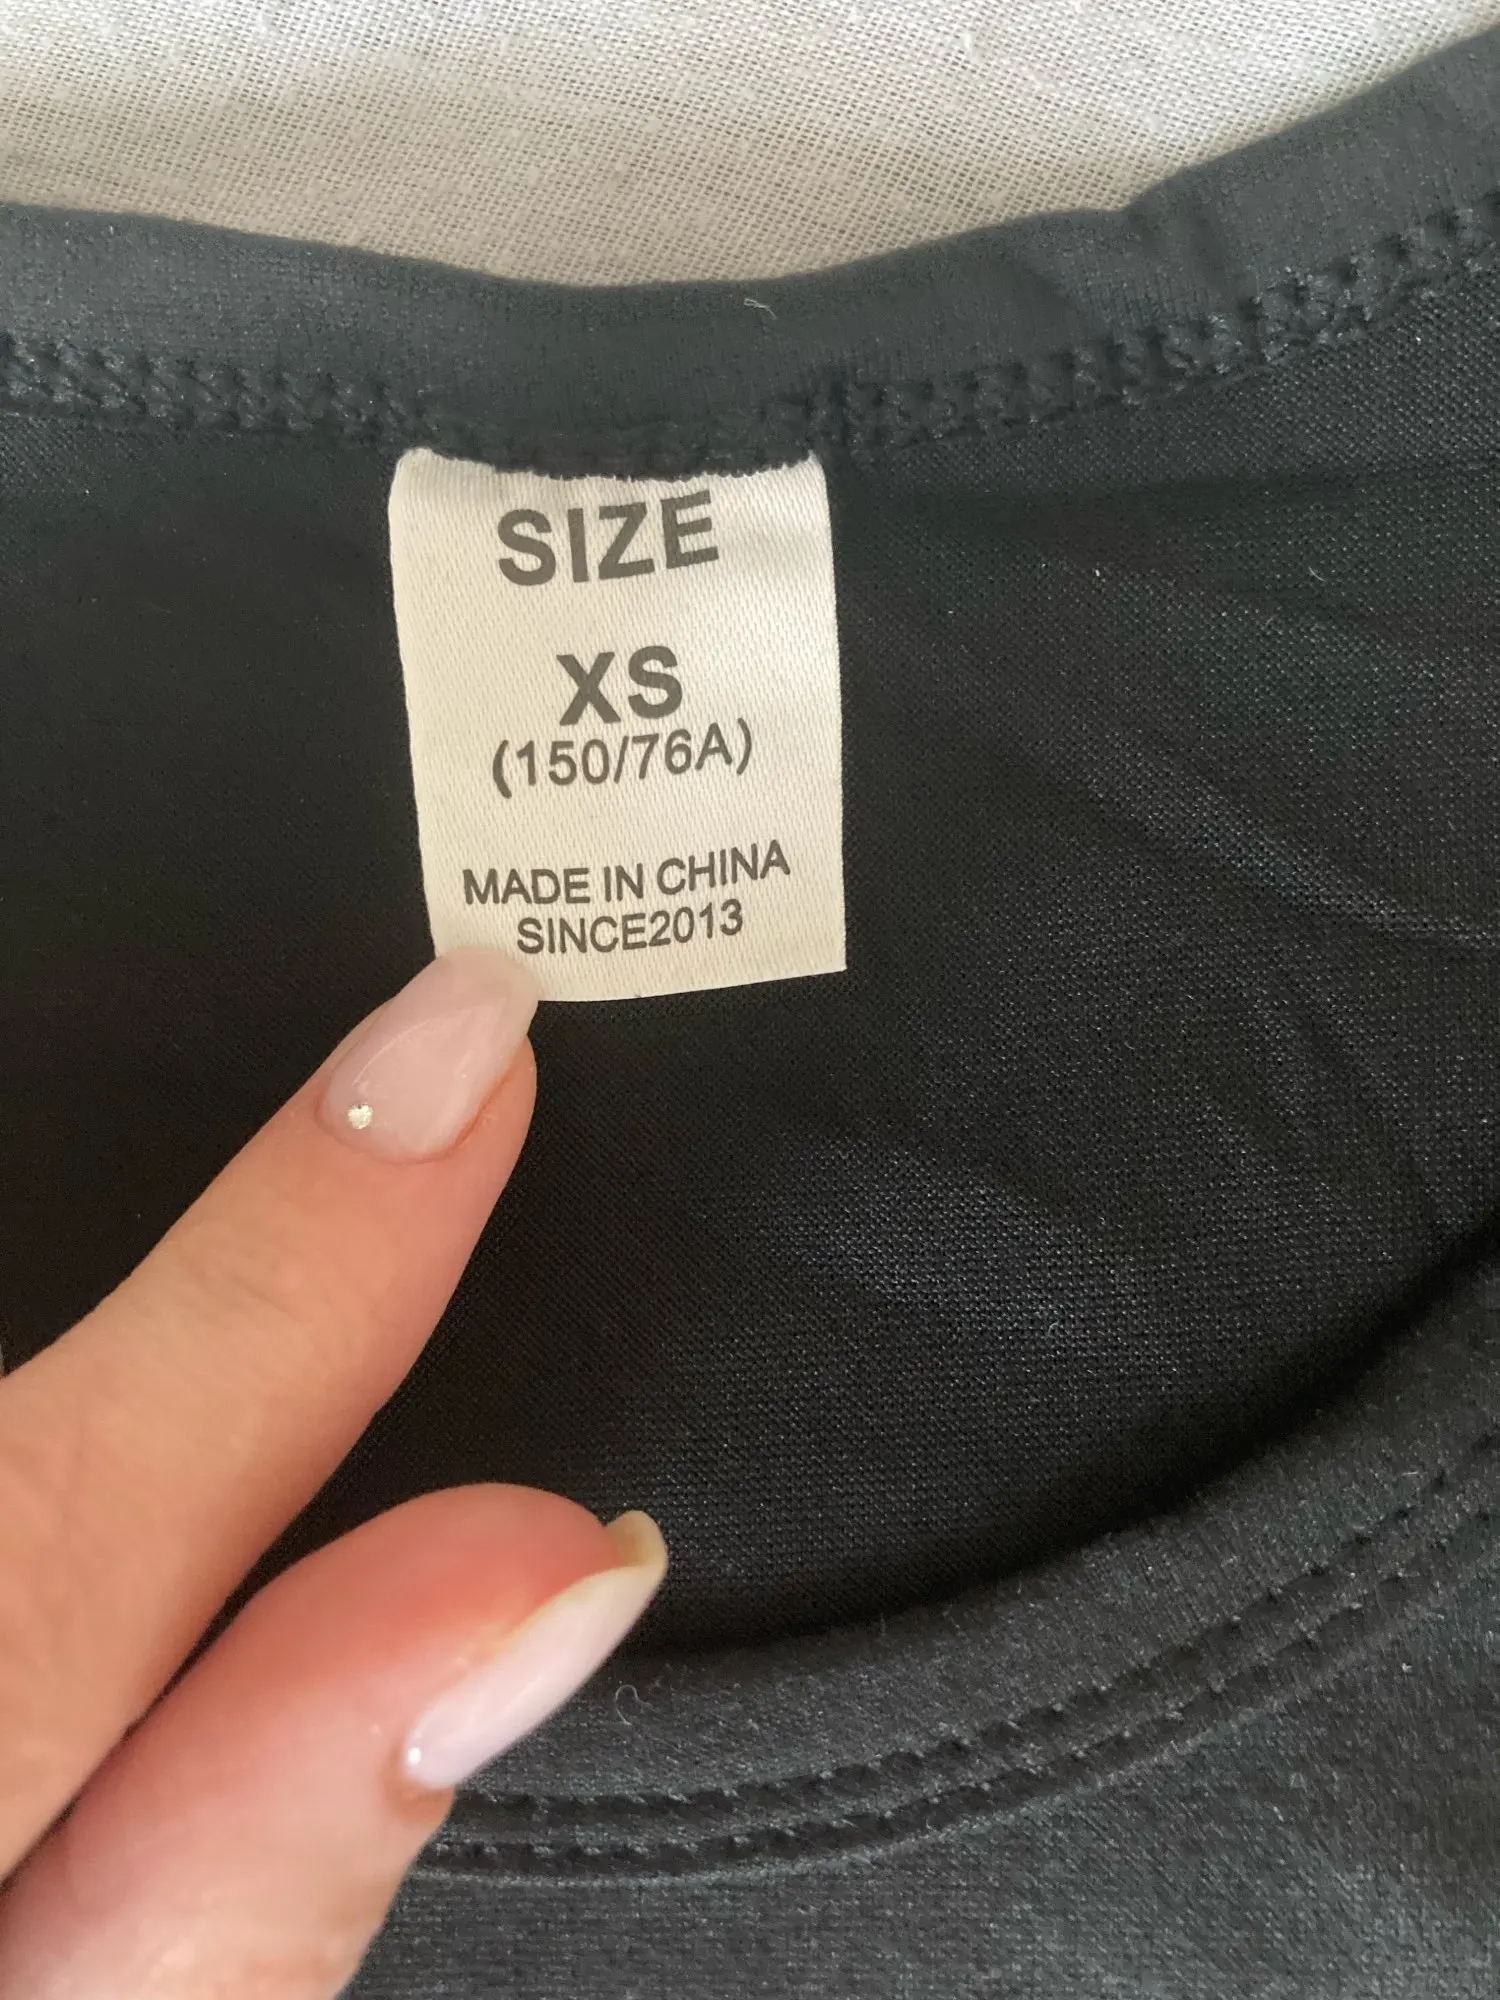 SIZE
XS
(150/76A)
MADE IN CHINA
SINCE2013